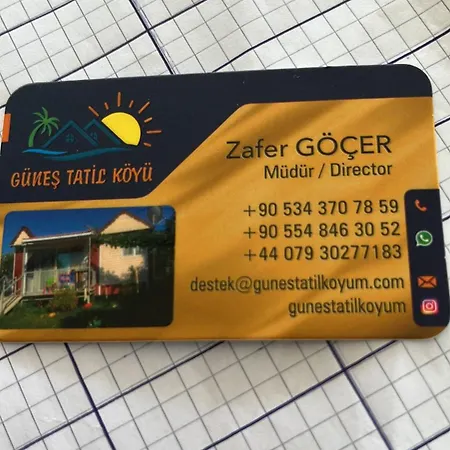 GÜNEŞ TATİL KÖYÜ
Zafer GÖÇER
Müdür / Director
+90 534 370 78 59
+90 554 846 30 52
+44 079 30277183
destek@gunestatilkoyum.com
gunestatilkoyum